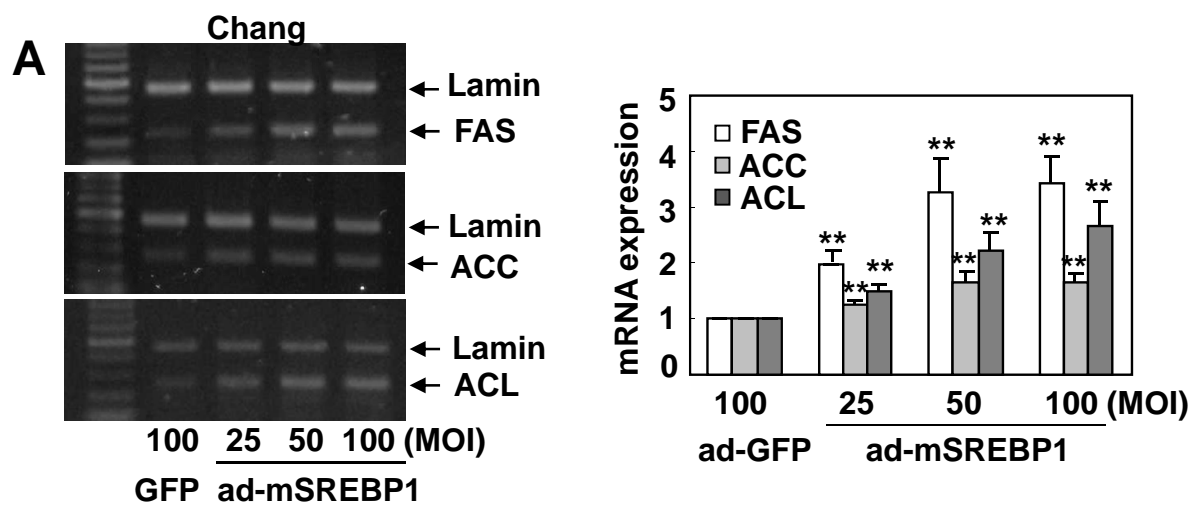 A
Chang
Lamin
FAS
Lamin
ACC
Lamin
ACL
100 25 50 100 (MOI)
GFP ad-mSREBP1
mRNA expression
5
4
3
2
1
0
FAS
ACC
ACL
** ** **
** ** **
** ** **
100 25 50 100 (MOI)
ad-GFP ad-mSREBP1